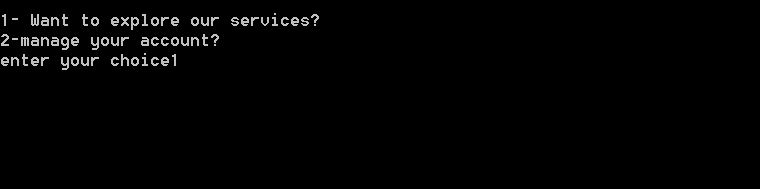 1- Want to explore our services?
2-manage your account?
enter your choice1